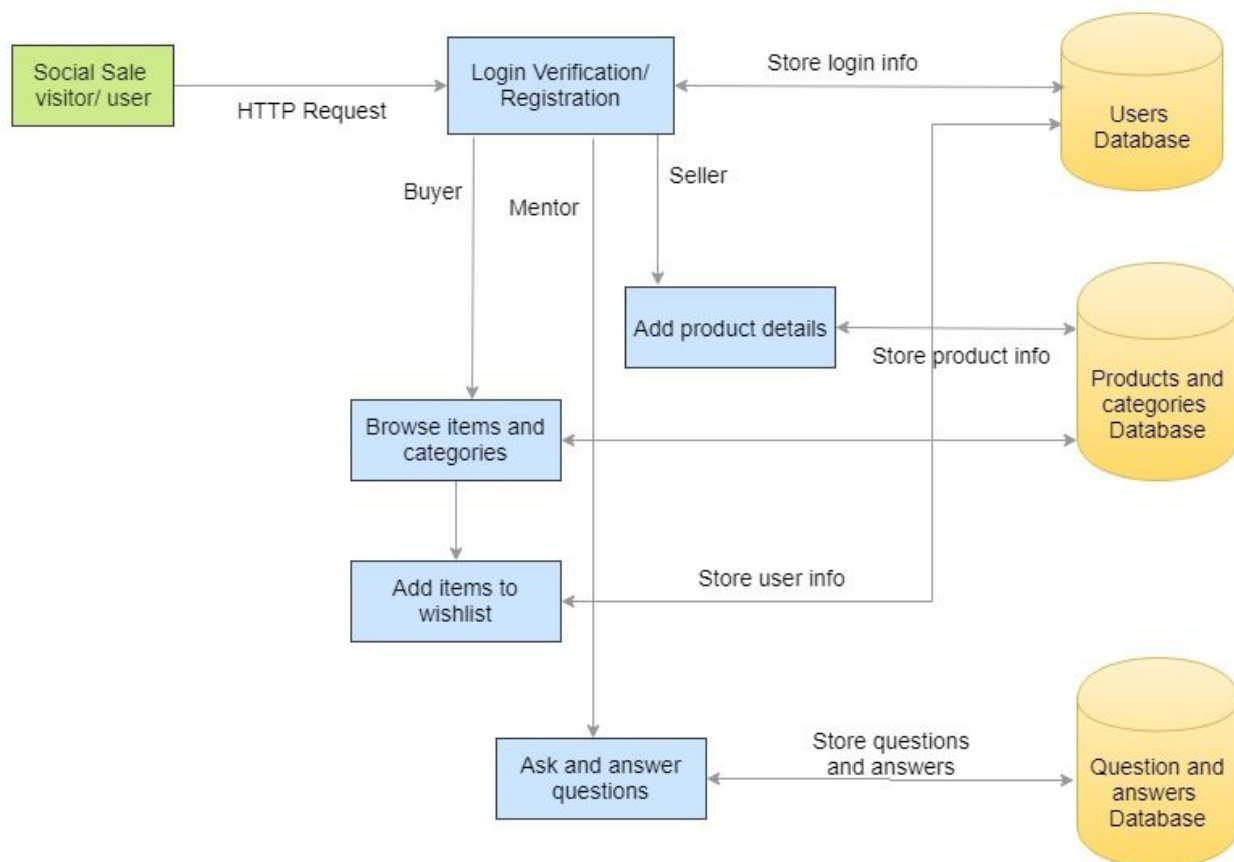 Social Sale
visitor/ user
HTTP Request
Login Verification/
Registration
Store login info
Users
Database
Buyer
Mentor
Seller
Add product details
Store product info
Products and
categories
Database
Browse items and
categories
Add items to
wishlist
Store user info
Ask and answer
questions
Store questions
and answers
Question and
answers
Database